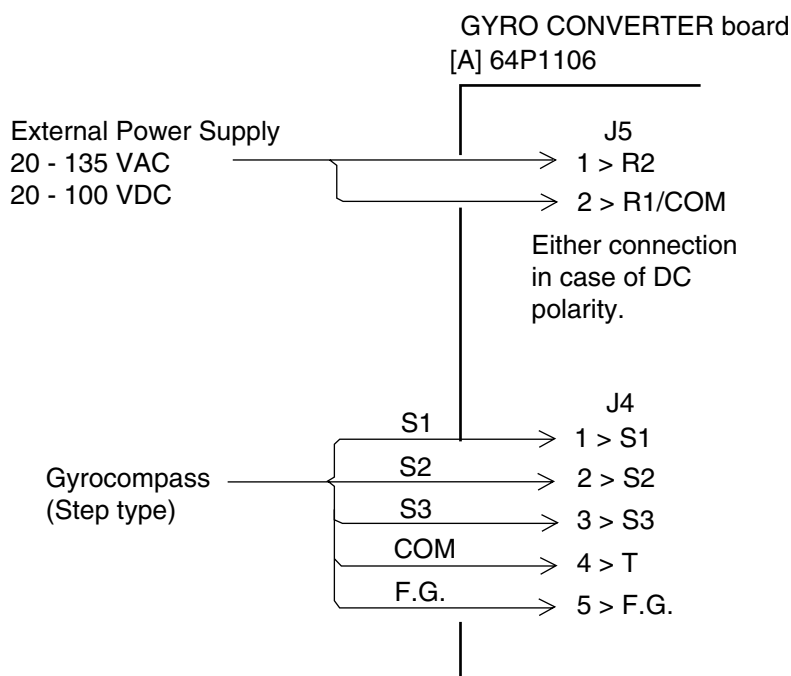 GYRO CONVERTER board
[A] 64P1106
External Power Supply
20 - 135 VAC
20 - 100 VDC
J5
1 > R2
2 > R1/COM
Either connection
in case of DC
polarity.
J4
S1
1 > S1
Gyrocompass
(Step type)
S2
2 > S2
S3
3 > S3
COM
4 > T
F.G.
5 > F.G.